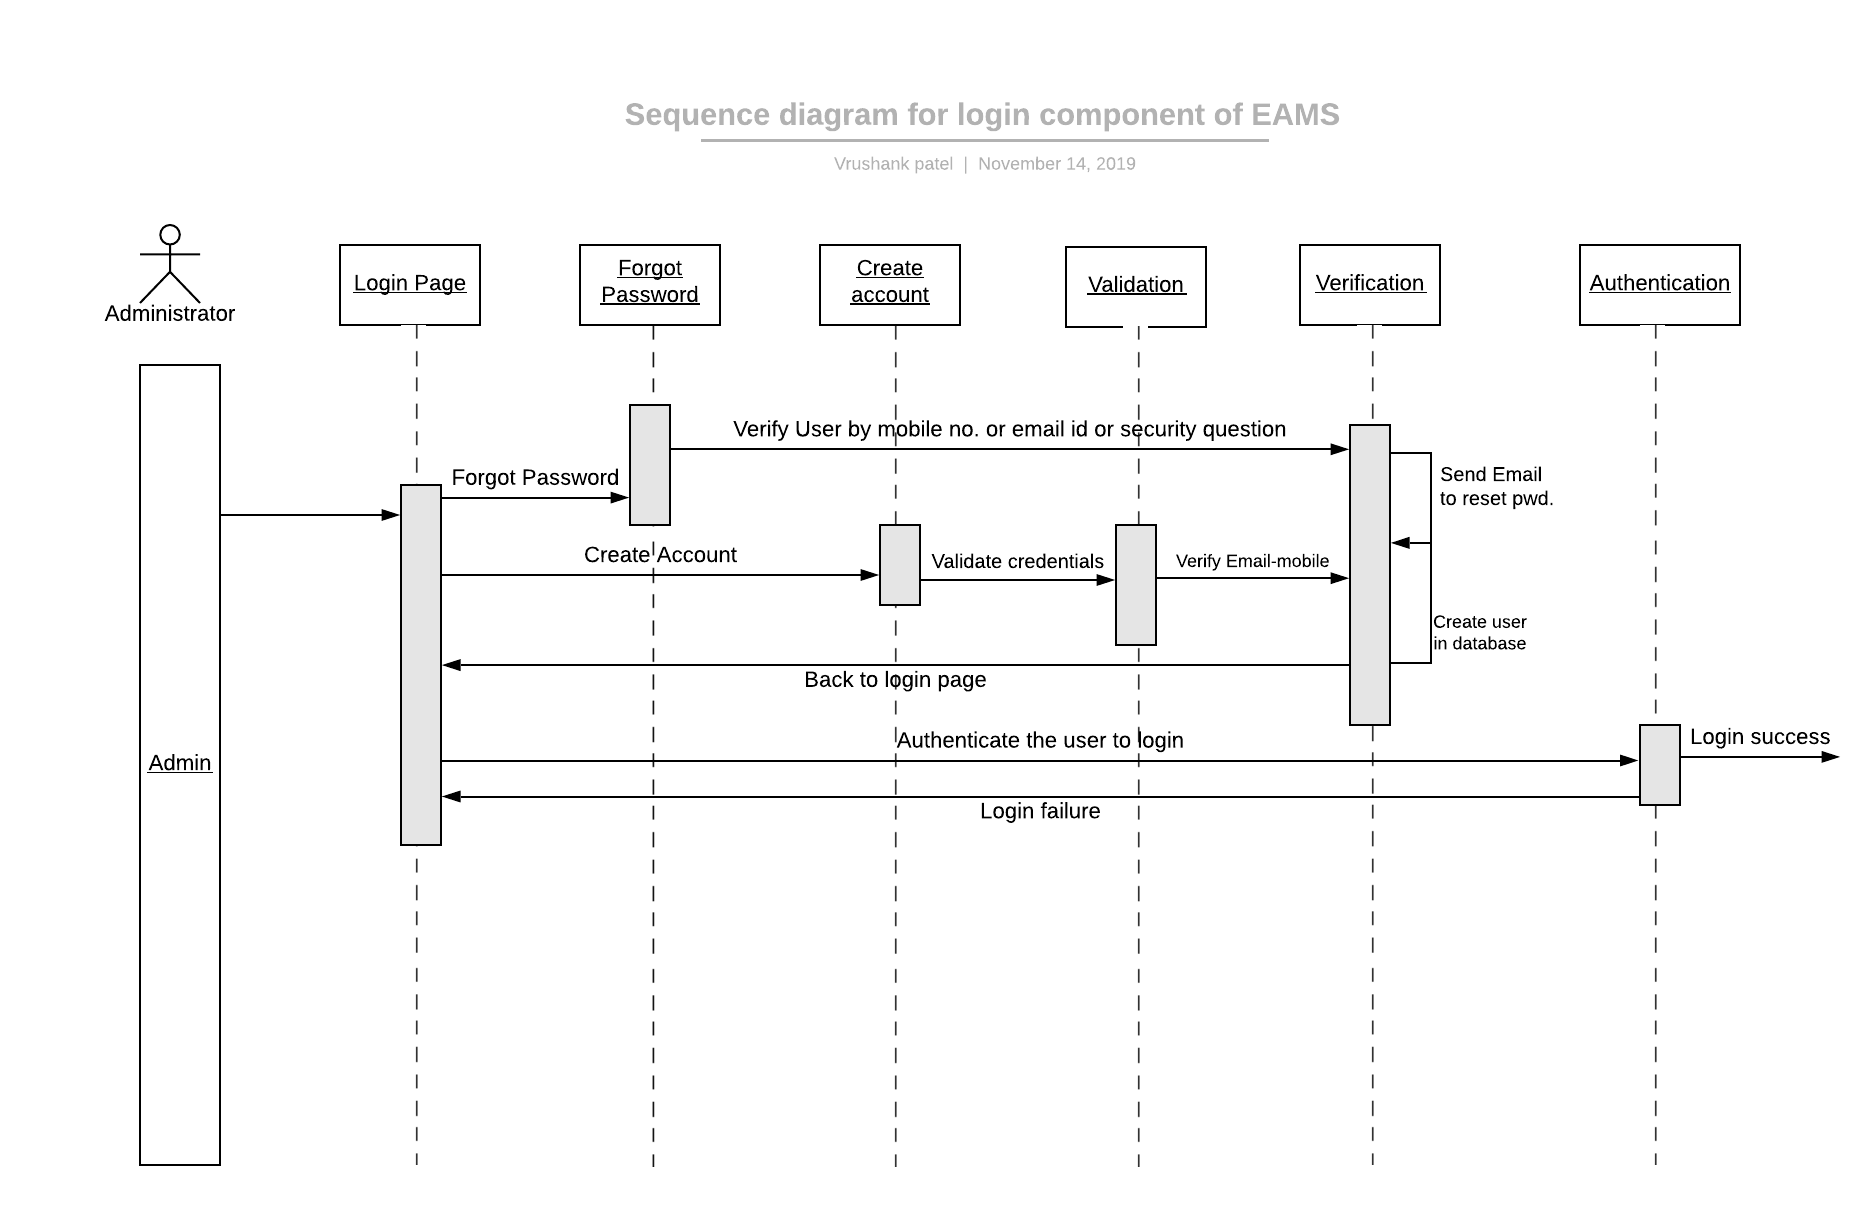 Sequence diagram for login component of EAMS
Vrushank patel | November 14, 2019
Administrator
Login Page
Forgot
Password
Create
account
Validation
Verification
Authentication
Verify User by mobile no. or email id or security question
Forgot Password
Send Email
to reset pwd.
Create Account
Validate credentials
Verify Email-mobile
Create user
in database
Back to login page
Authenticate the user to login
Login success
Admin
Login failure